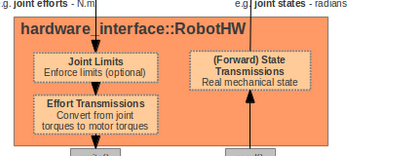 .g. joint efforts - N.m
e.g. joint states - radians
hardware_interface::RobotHW
Joint Limits
Enforce limits (optional)
(Forward) State
Transmissions
Real mechanical state
Effort Transmissions
Convert from joint
torques to motor torques